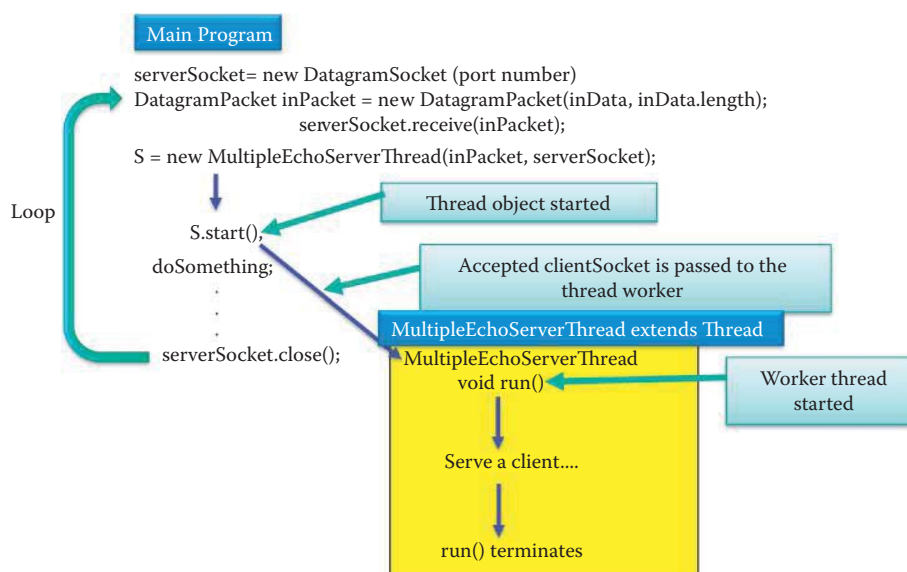 Main Program
serverSocket= new DatagramSocket (port number)
DatagramPacket inPacket = new DatagramPacket(inData, inData.length);
serverSocket.receive(inPacket);
S = new MultipleEchoServerThread(inPacket, serverSocket);
Loop
Thread object started
S.start(),
doSomething;
Accepted clientSocket is passed to the
thread worker
.
.
.
.
MultipleEchoServerThread extends Thread
serverSocket.close();
MultipleEchoServerThread
void run()
Worker thread
started
Serve a client....
run() terminates